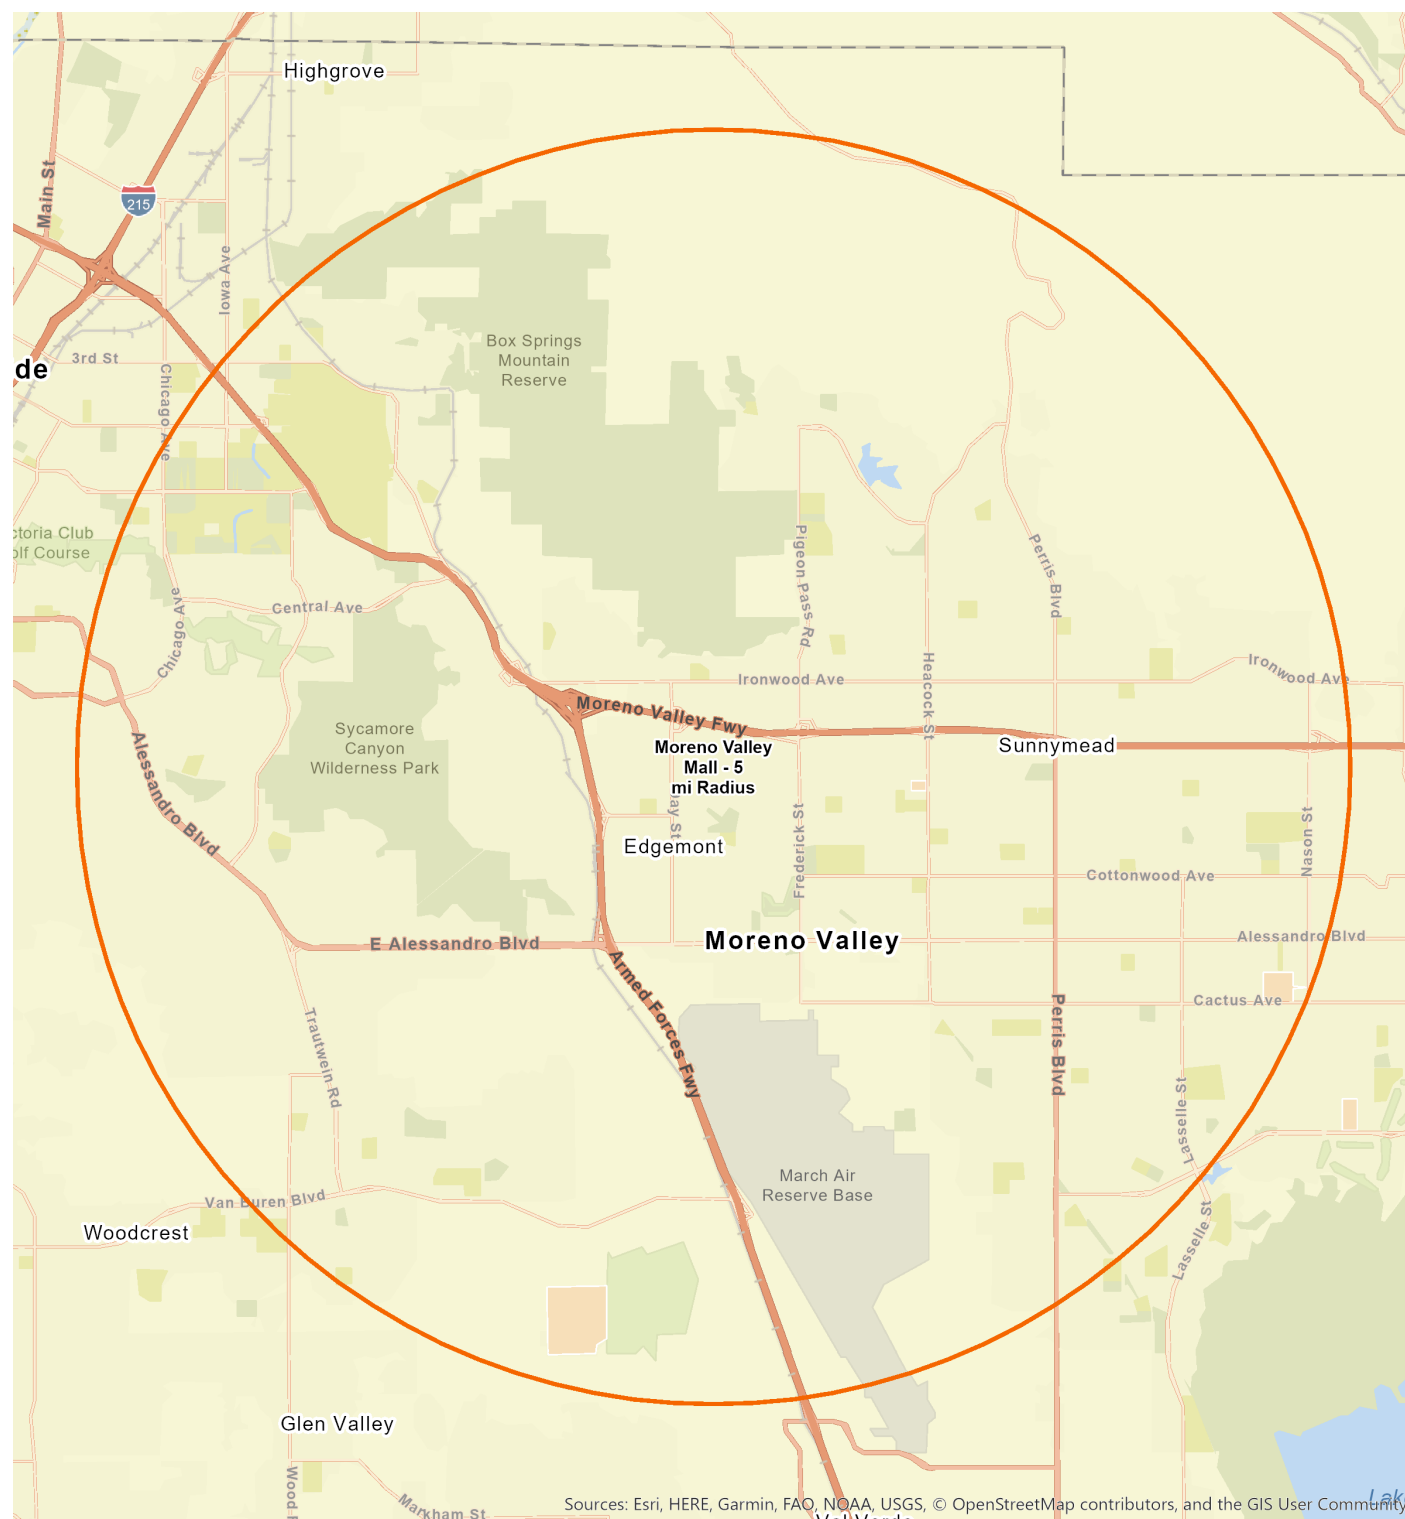 Highgrove
Main St
215
Iowa Ave
3rd St
de
Chicago Ave
Box Springs
Mountain
Reserve
ctoria Club
olf Course
Pigeon Pass Rd
Perris Blvd
Chicago Ave
Central Ave
Heacock St
Ironwood Ave
Ironwood Ave
Moreno Valley Fwy
Sycamore
Canyon
Wilderness Park
Alessandro Blvd
Moreno Valley
Mall - 5
mi Radius
Sunnymead
ay St
Edgemont
Frederick St
Nason St
Cottonwood Ave
E Alessandro Blvd
Moreno Valley
Alessandro Blvd
Armed Forces Fwy
Cactus Ave
Perris Blvd
Trautwein Rd
Lasselle St
March Air
Reserve Base
Van Buren Blvd
Woodcrest
Lasselle St
Glen Valley
Wood
Markham St
Lak
Sources: Esri, HERE, Garmin, FAO, NOAA, USGS, © OpenStreetMap contributors, and the GIS User Community